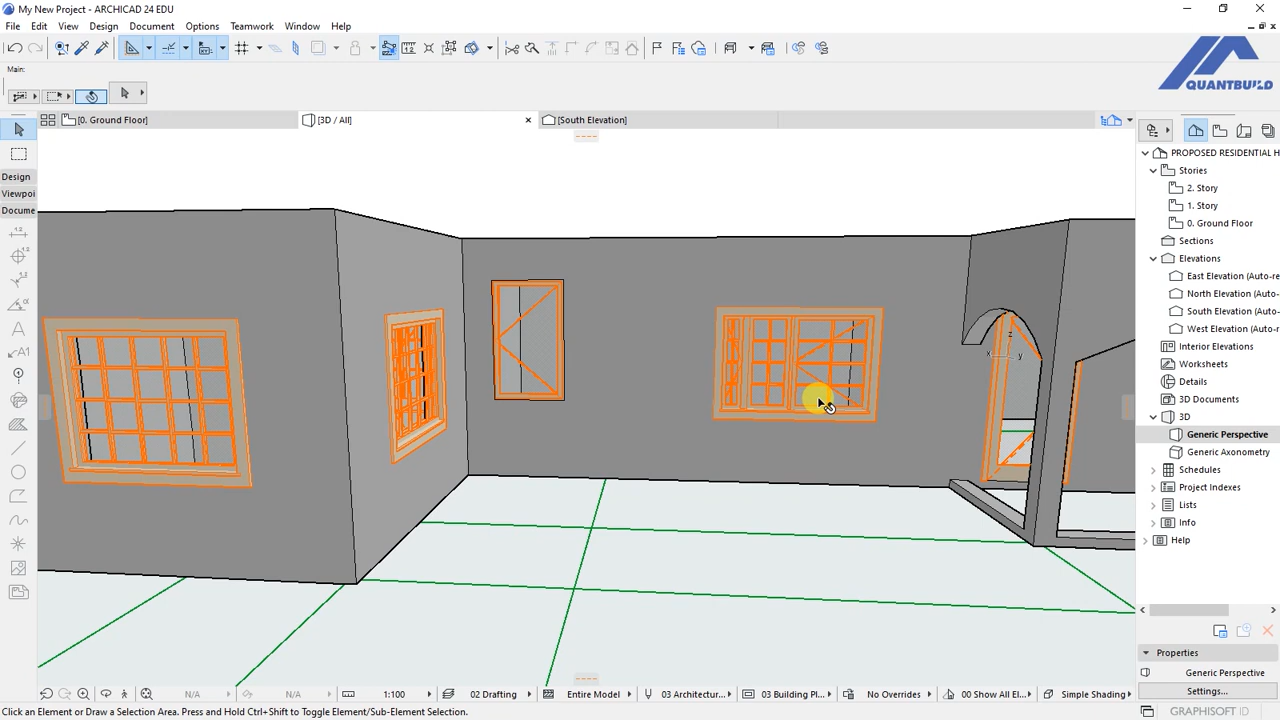 My New Project - ARCHICAD 24 EDU
File Edit View Design Document Options Teamwork Window Help
Main:
QUANTBUILD
[0. Ground Floor]
[3D / All]
[South Elevation]
Design
Viewpoi
Docume
A
A1
z
x
y
PROPOSED RESIDENTIAL H
Stories
2. Story
1. Story
0. Ground Floor
Sections
Elevations
East Elevation (Auto-re
North Elevation (Auto-r
South Elevation (Auto-r
West Elevation (Auto-re
Interior Elevations
Worksheets
Details
3D Documents
3D
Generic Perspective
Generic Axonometry
Schedules
Project Indexes
Lists
Info
Help
Properties
Generic Perspective
Settings...
N/A
N/A
1:100
02 Drafting
Entire Model
03 Architectur...
03 Building Pl...
No Overrides
00 Show All El...
Simple Shading
Click an Element or Draw a Selection Area. Press and Hold Ctrl+Shift to Toggle Element/Sub-Element Selection.
GRAPHISOFT ID